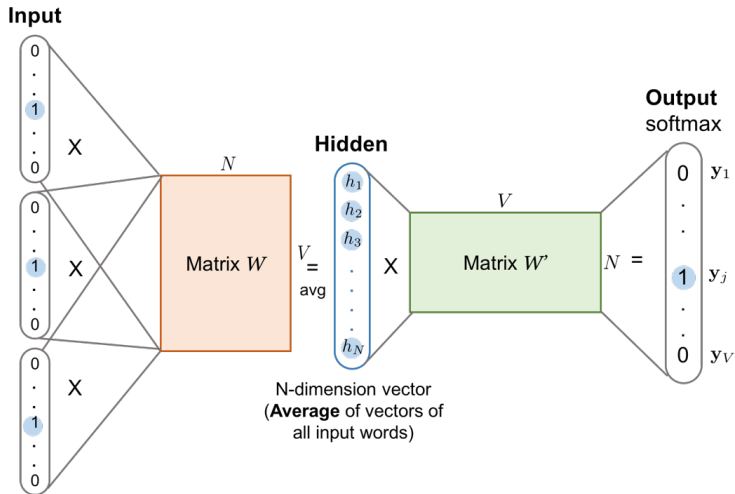 Input
0
.
.
1
.
.
0
X
0
.
.
1
.
.
0
X
0
.
.
1
.
.
0
X
N
Matrix W
V
=
avg
Hidden
h1
h2
h3
.
.
.
.
hN
N-dimension vector
(Average of vectors of
all input words)
X
V
Matrix W'
N
=
Output
softmax
0 y1
.
.
1 yj
.
.
0 yV